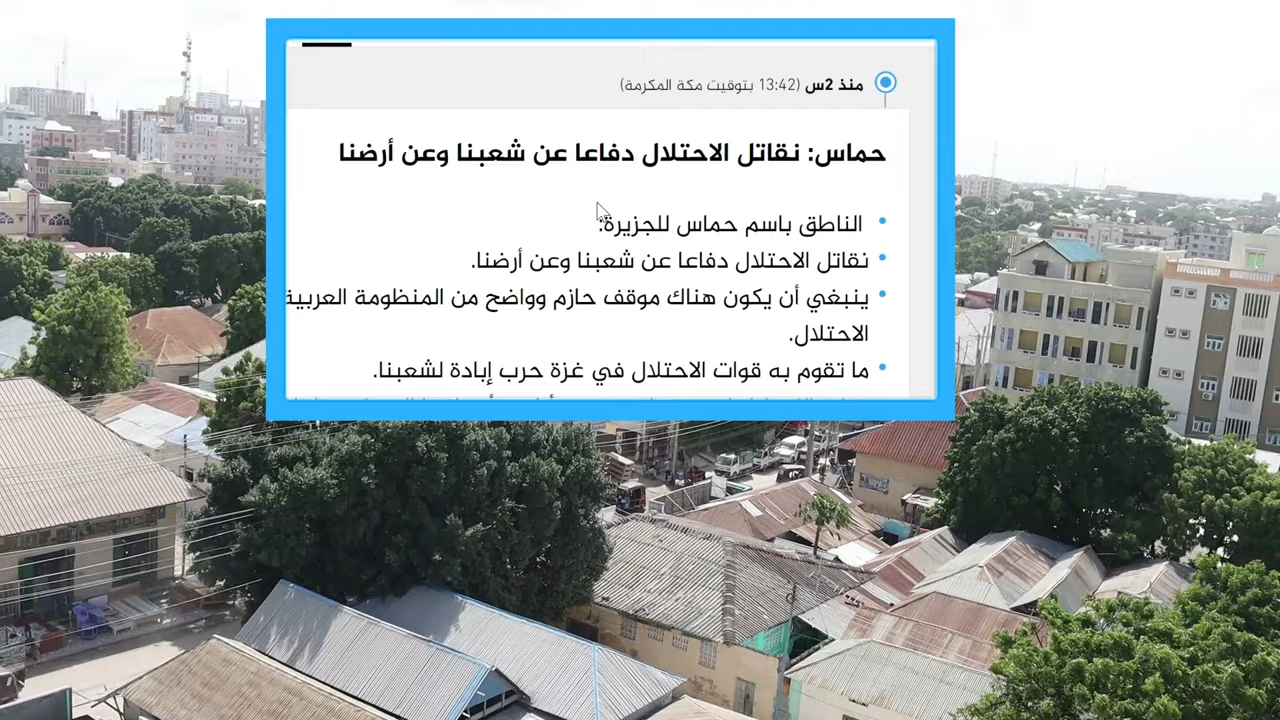 منذ 2س (13:42 بتوقيت مكة المكرمة)
حماس: نقاتل الاحتلال دفاعا عن شعبنا وعن أرضنا
الناطق باسم حماس للجزيرة:
نقاتل الاحتلال دفاعا عن شعبنا وعن أرضنا.
ينبغي أن يكون هناك موقف حازم وواضح من المنظومة العربية
الاحتلال.
ما تقوم به قوات الاحتلال في غزة حرب إبادة لشعبنا.